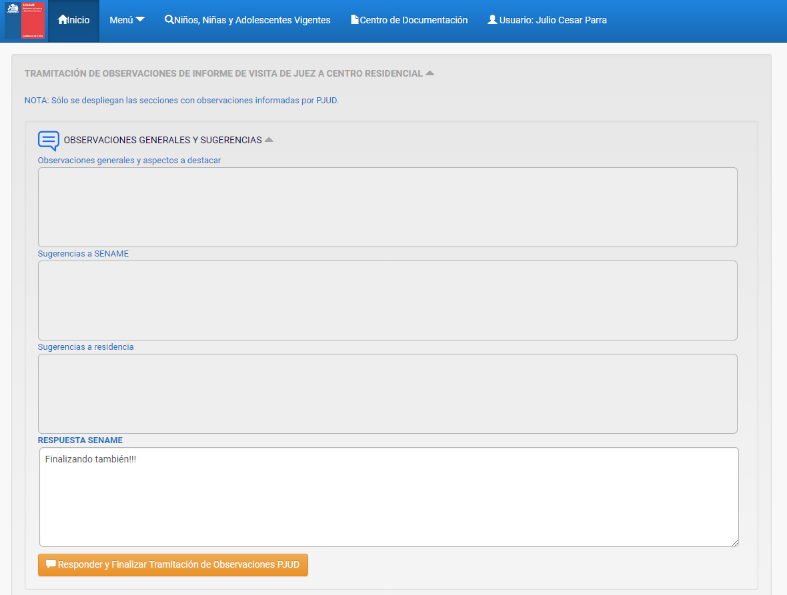 Inicio
Menú
Niños, Niñas y Adolescentes Vigentes
Centro de Documentación
Usuario: Julio Cesar Parra
TRAMITACIÓN DE OBSERVACIONES DE INFORME DE VISITA DE JUEZ A CENTRO RESIDENCIAL
NOTA: Sólo se despliegan las secciones con observaciones informadas por PJUD.
OBSERVACIONES GENERALES Y SUGERENCIAS
Observaciones generales y aspectos a destacar
Sugerencias a SENAME
Sugerencias a residencia
RESPUESTA SENAME
Finalizando también!!!
Responder y Finalizar Tramitación de Observaciones PJUD